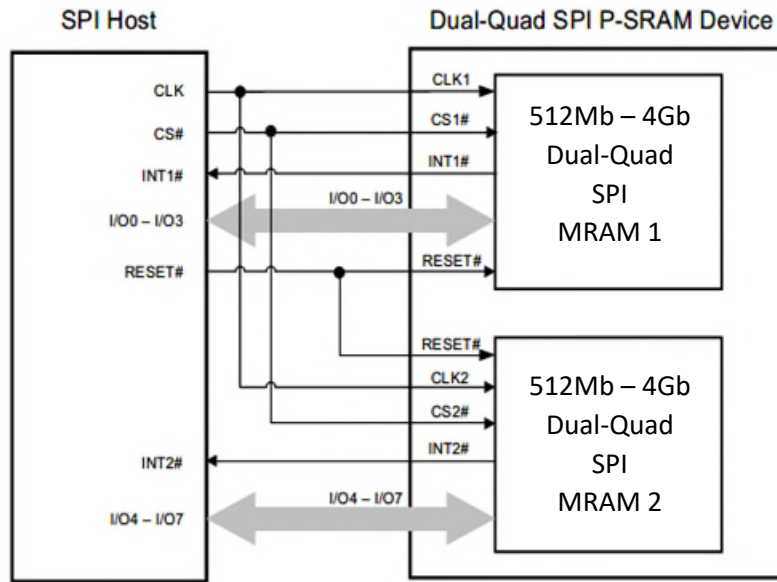 SPI Host
Dual-Quad SPI P-SRAM Device
CLK
CLK1
CS#
CS1#
INT1#
INT1#
I/O0 – I/O3
I/O0 – I/O3
RESET#
RESET#
512Mb – 4Gb
Dual-Quad
SPI
MRAM 1
RESET#
CLK2
CS2#
INT2#
INT2#
I/O4 – I/O7
I/O4 – I/O7
512Mb – 4Gb
Dual-Quad
SPI
MRAM 2